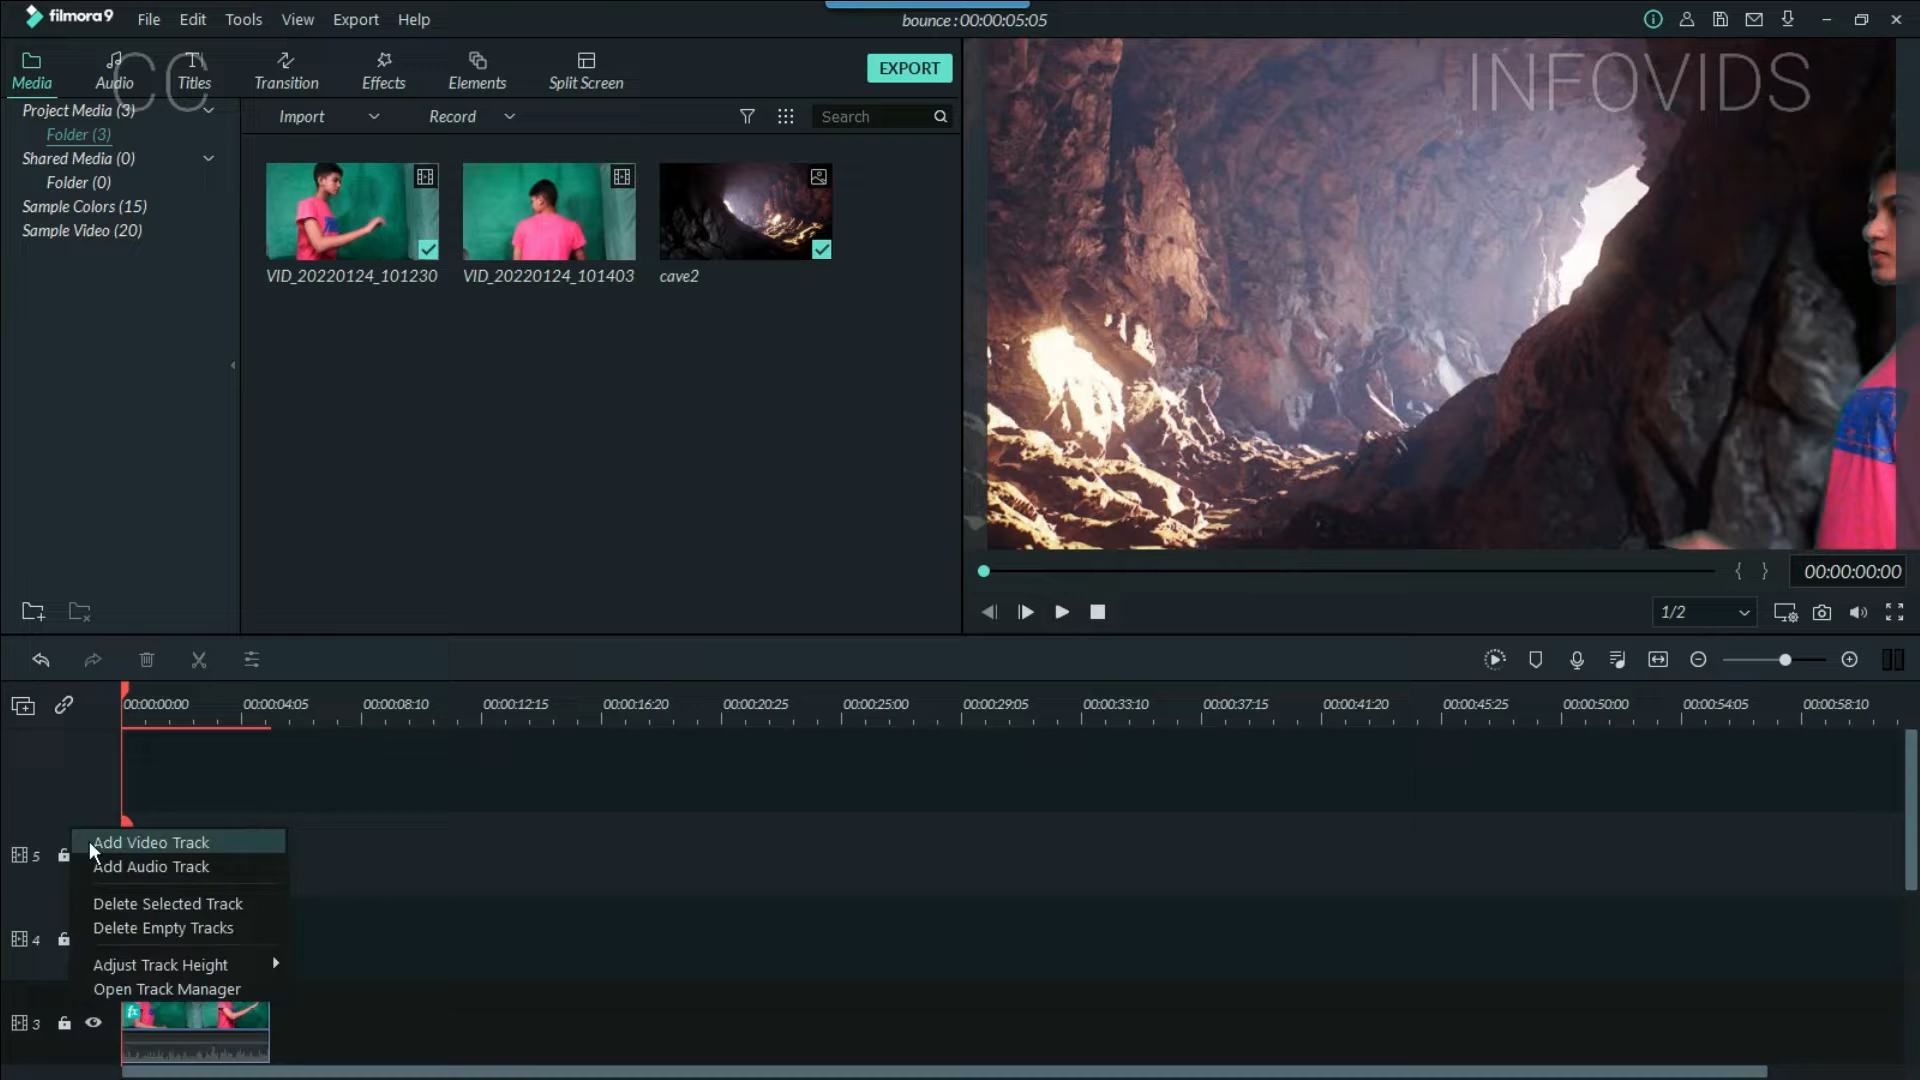 filmora9 File Edit Tools View Export Help bounce : 00:00:05:05
Media Audio Titles Transition Effects Elements Split Screen EXPORT
CC
INFOVIDS
Project Media (3)
Folder (3)
Shared Media (0)
Folder (0)
Sample Colors (15)
Sample Video (20)
Import Record Search
VID_20220124_101230 VID_20220124_101403 cave2
{ } 00:00:00:00
1/2
00:00:00:00 00:00:04:05 00:00:08:10 00:00:12:15 00:00:16:20 00:00:20:25 00:00:25:00 00:00:29:05 00:00:33:10 00:00:37:15 00:00:41:20 00:00:45:25 00:00:50:00 00:00:54:05 00:00:58:10
5
4
3
Add Video Track
Add Audio Track
Delete Selected Track
Delete Empty Tracks
Adjust Track Height
Open Track Manager
fx